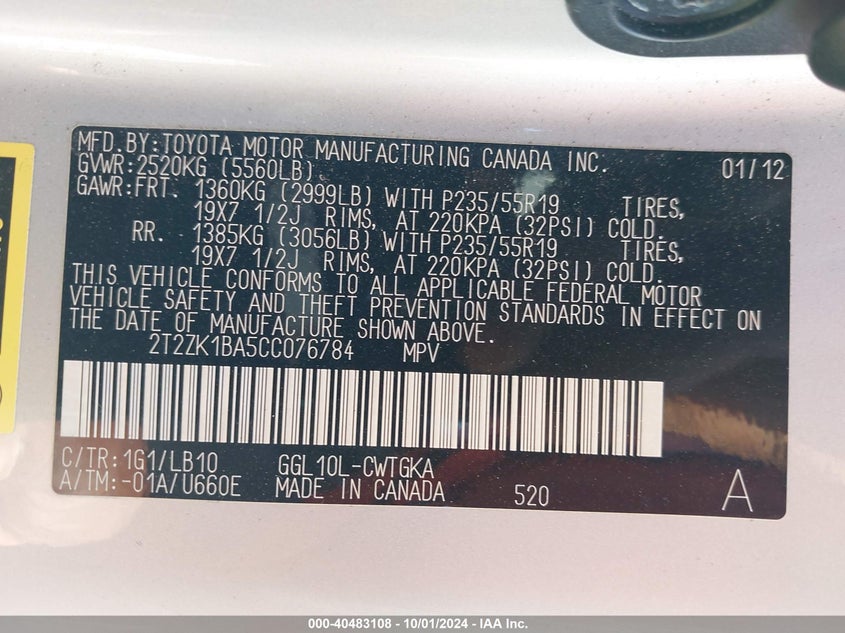 MFD.BY:TOYOTA MOTOR MANUFACTURING CANADA INC. 01/12
GVWR:2520KG (5560LB)
GAWR:FRT. 1360KG (2999LB) WITH P235/55R19 TIRES,
19X7 1/2J RIMS, AT 220KPA (32PSI) COLD.
RR. 1385KG (3056LB) WITH P235/55R19 TIRES,
19X7 1/2J RIMS, AT 220KPA (32PSI) COLD.
THIS VEHICLE CONFORMS TO ALL APPLICABLE FEDERAL MOTOR
VEHICLE SAFETY AND THEFT PREVENTION STANDARDS IN EFFECT ON
THE DATE OF MANUFACTURE SHOWN ABOVE.
2T2ZK1BA5CC076784 MPV
C/TR:1G1/LB10 GGL10L-CWTGKA
A/TM:-01A/U660E MADE IN CANADA 520 A
000-40483108 - 10/01/2024 - IAA Inc.